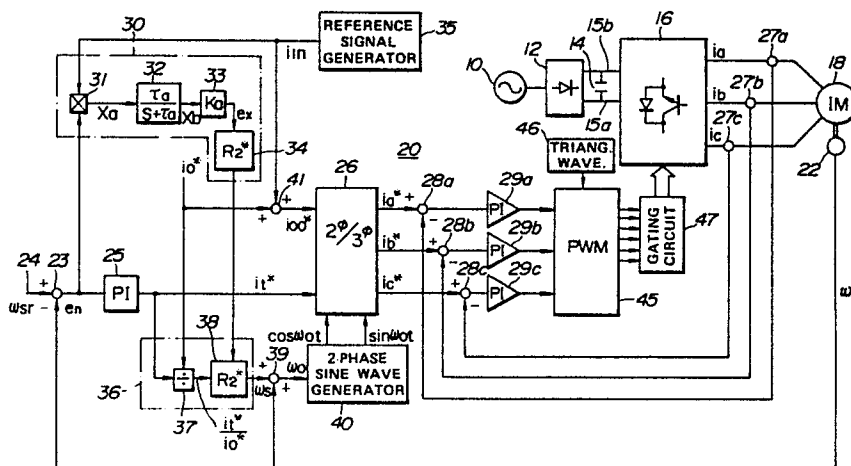 30
REFERENCE
SIGNAL
GENERATOR
35
i1n
31
32
33
τa
S+τa
Ka
Xa
Xb
ex
R2*
34
io*
41
ioo*
26
2ϕ/3ϕ
20
ia*
ib*
ic*
28a
28b
28c
29a
29b
29c
PI
PI
PI
46
TRIANG.
WAVE.
PWM
45
GATING
CIRCUIT
47
10
12
14
15b
15a
16
ia
ib
ic
27a
27b
27c
18
IM
22
ω
24
23
25
ωsr
en
PI
it*
36
37
38
÷
R2*
it*
io*
39
ωs
ωo
cosωot
sinωot
2-PHASE
SINE WAVE
GENERATOR
40